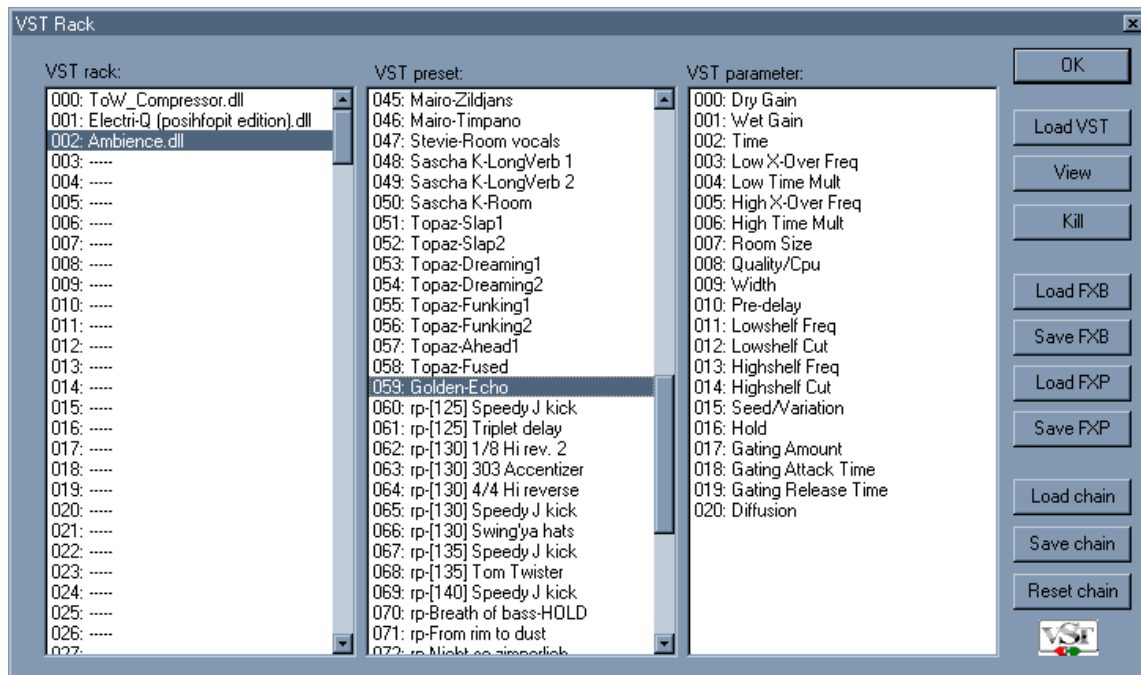 VST Rack
VST rack:
000: ToW_Compressor.dll
001: Electri-Q (posihfopit edition).dll
002: Ambience.dll
003: -----
004: -----
005: -----
006: -----
007: -----
008: -----
009: -----
010: -----
011: -----
012: -----
013: -----
014: -----
015: -----
016: -----
017: -----
018: -----
019: -----
020: -----
021: -----
022: -----
023: -----
024: -----
025: -----
026: -----
027:
VST preset:
045: Mairo-Zildjans
046: Mairo-Timpano
047: Stevie-Room vocals
048: Sascha K-LongVerb 1
049: Sascha K-LongVerb 2
050: Sascha K-Room
051: Topaz-Slap1
052: Topaz-Slap2
053: Topaz-Dreaming1
054: Topaz-Dreaming2
055: Topaz-Funking1
056: Topaz-Funking2
057: Topaz-Ahead1
058: Topaz-Fused
059: Golden-Echo
060: rp-[125] Speedy J kick
061: rp-[125] Triplet delay
062: rp-[130] 1/8 Hi rev. 2
063: rp-[130] 303 Accentizer
064: rp-[130] 4/4 Hi reverse
065: rp-[130] Speedy J kick
066: rp-[130] Swing'ya hats
067: rp-[135] Speedy J kick
068: rp-[135] Tom Twister
069: rp-[140] Speedy J kick
070: rp-Breath of bass-HOLD
071: rp-From rim to dust
072: rp-Nicht so zimperlich
VST parameter:
000: Dry Gain
001: Wet Gain
002: Time
003: Low X-Over Freq
004: Low Time Mult
005: High X-Over Freq
006: High Time Mult
007: Room Size
008: Quality/Cpu
009: Width
010: Pre-delay
011: Lowshelf Freq
012: Lowshelf Cut
013: Highshelf Freq
014: Highshelf Cut
015: Seed/Variation
016: Hold
017: Gating Amount
018: Gating Attack Time
019: Gating Release Time
020: Diffusion
OK
Load VST
View
Kill
Load FXB
Save FXB
Load FXP
Save FXP
Load chain
Save chain
Reset chain
VST